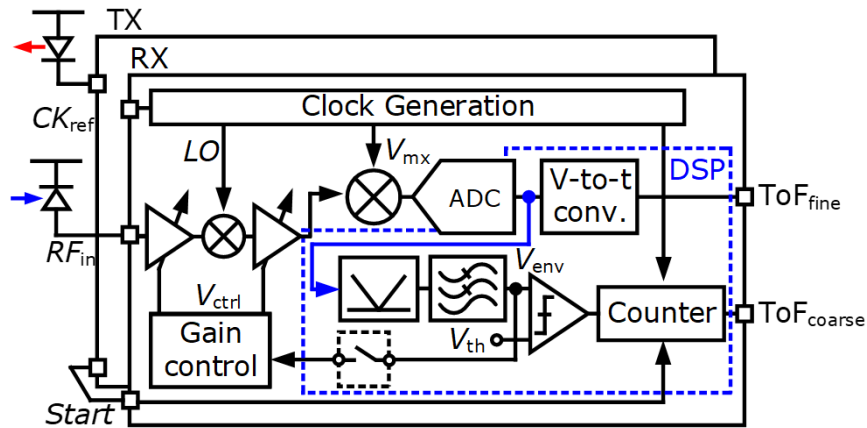 TX
RX
Clock Generation
CKref
LO
Vmx
DSP
ADC
V-to-t
conv.
ToFfine
RFin
Vctrl
Venv
Gain
control
Vth
Counter
ToFcoarse
Start